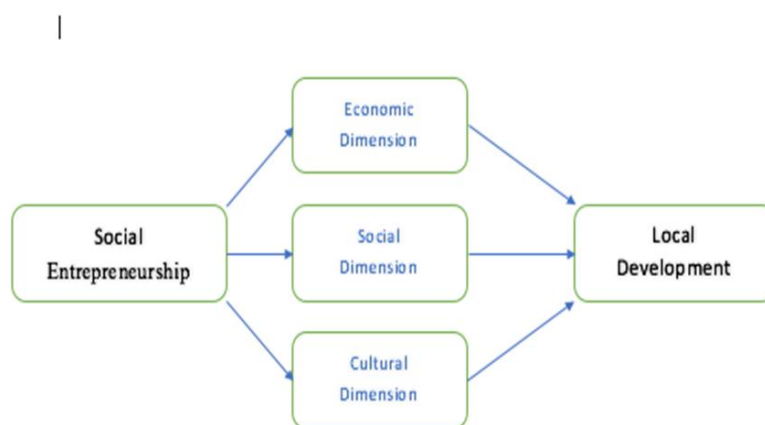 Economic
Dimension
Social
Entrepreneurship
Social
Dimension
Local
Development
Cultural
Dimension